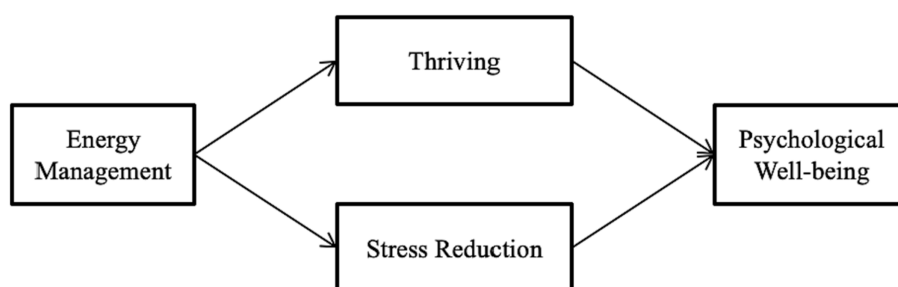 Thriving
Energy
Management
Psychological
Well-being
Stress Reduction